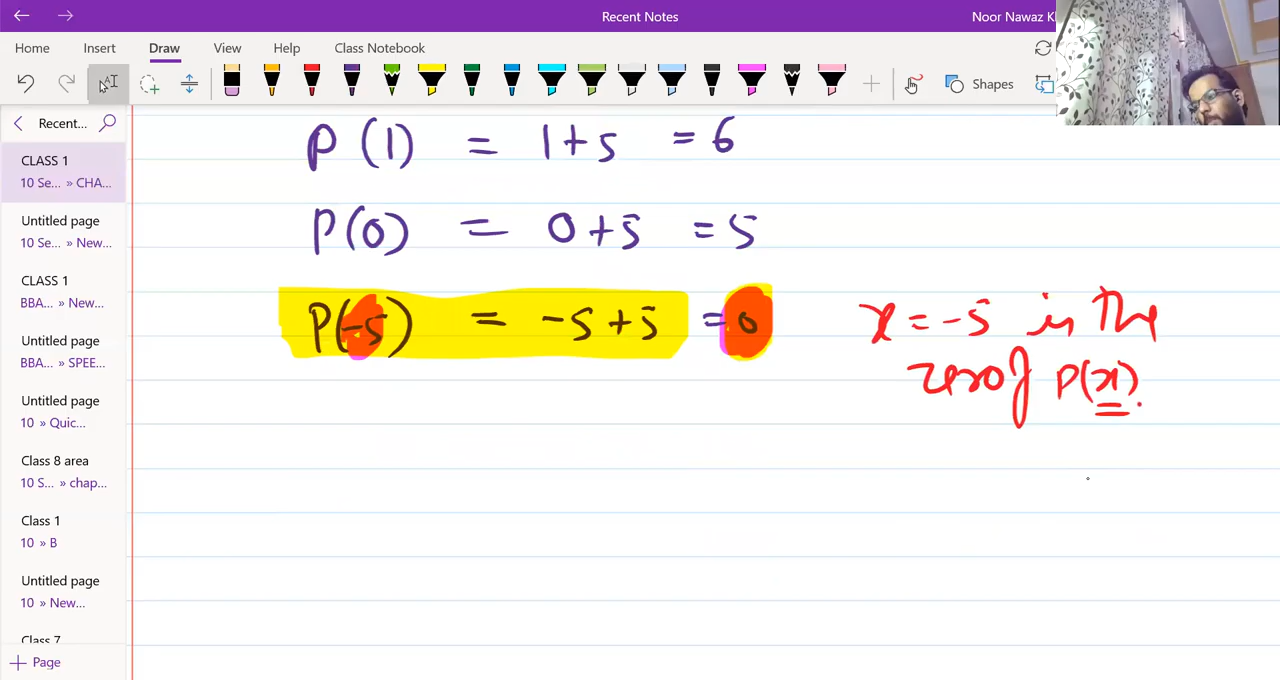 Recent Notes
Noor Nawaz Kh
Home Insert Draw View Help Class Notebook
Shapes
Recent...
CLASS 1
10 Se... » CHA...
Untitled page
10 Se... » New...
CLASS 1
BBA... » New...
Untitled page
BBA... » SPEE...
Untitled page
10 » Quic...
Class 8 area
10 S... » chap...
Class 1
10 » B
Untitled page
10 » New...
Class 7
Page
P(1) = 1+5 = 6
P(0) = 0+5 = 5
P(-5) = -5+5 = 0
x = -5 is the
zero of P(x).